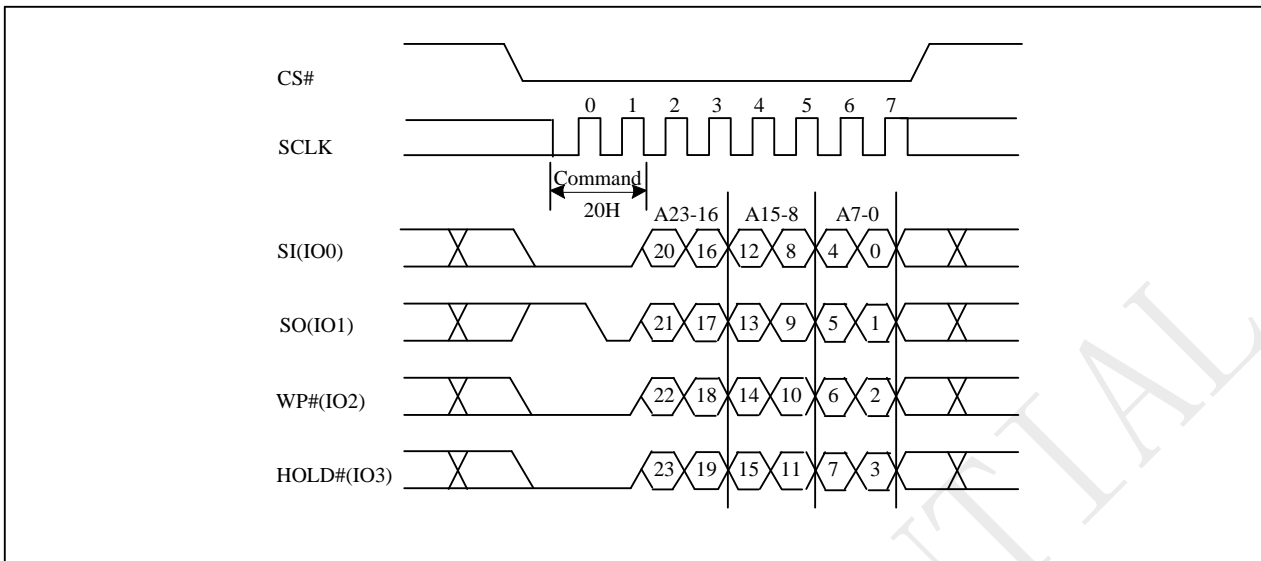 CS#
0 1 2 3 4 5 6 7
SCLK
Command
20H
A23-16 A15-8 A7-0
SI(IO0) 20 16 12 8 4 0
SO(IO1) 21 17 13 9 5 1
WP#(IO2) 22 18 14 10 6 2
HOLD#(IO3) 23 19 15 11 7 3
NTIAL